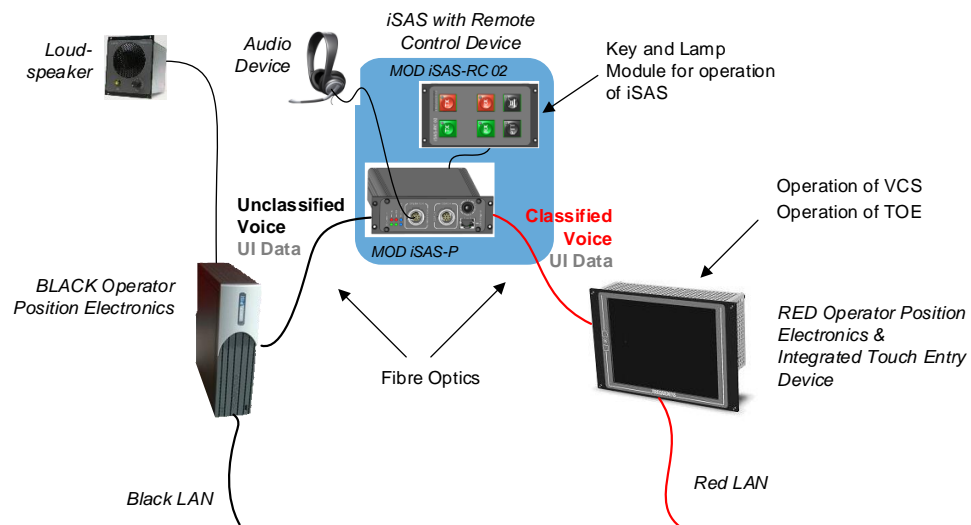 Loud-
speaker
Audio
Device
iSAS with Remote
Control Device
MOD iSAS-RC 02
Key and Lamp
Module for operation
of iSAS
Unclassified
Voice
UI Data
MOD iSAS-P
Classified
Voice
UI Data
Operation of VCS
Operation of TOE
BLACK Operator
Position Electronics
Fibre Optics
RED Operator Position
Electronics &
Integrated Touch Entry
Device
Black LAN
Red LAN